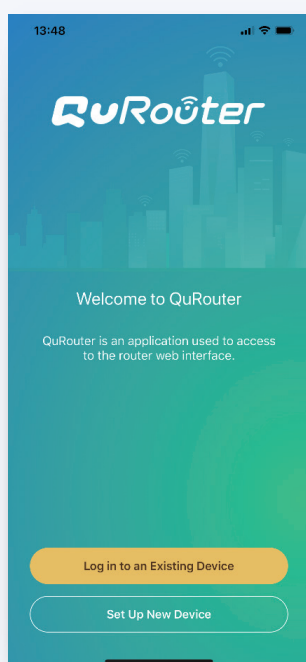 13:48
QuRouter
Welcome to QuRouter
QuRouter is an application used to access
to the router web interface.
Log in to an Existing Device
Set Up New Device